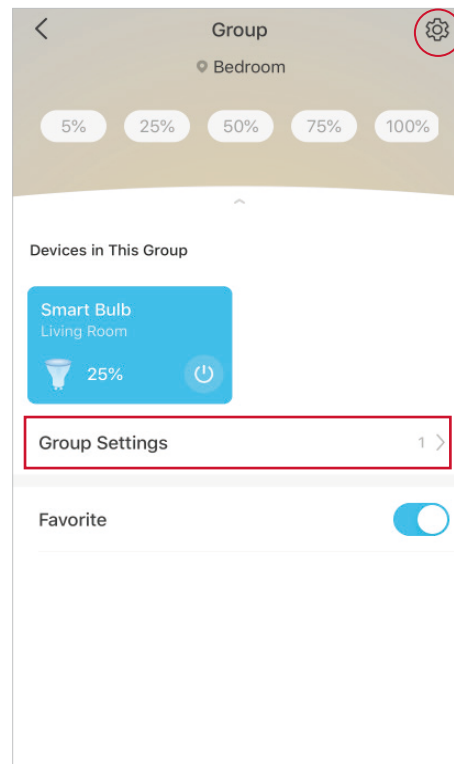 Group
Bedroom
5% 25% 50% 75% 100%
Devices in This Group
Smart Bulb
Living Room
25%
Group Settings 1
Favorite